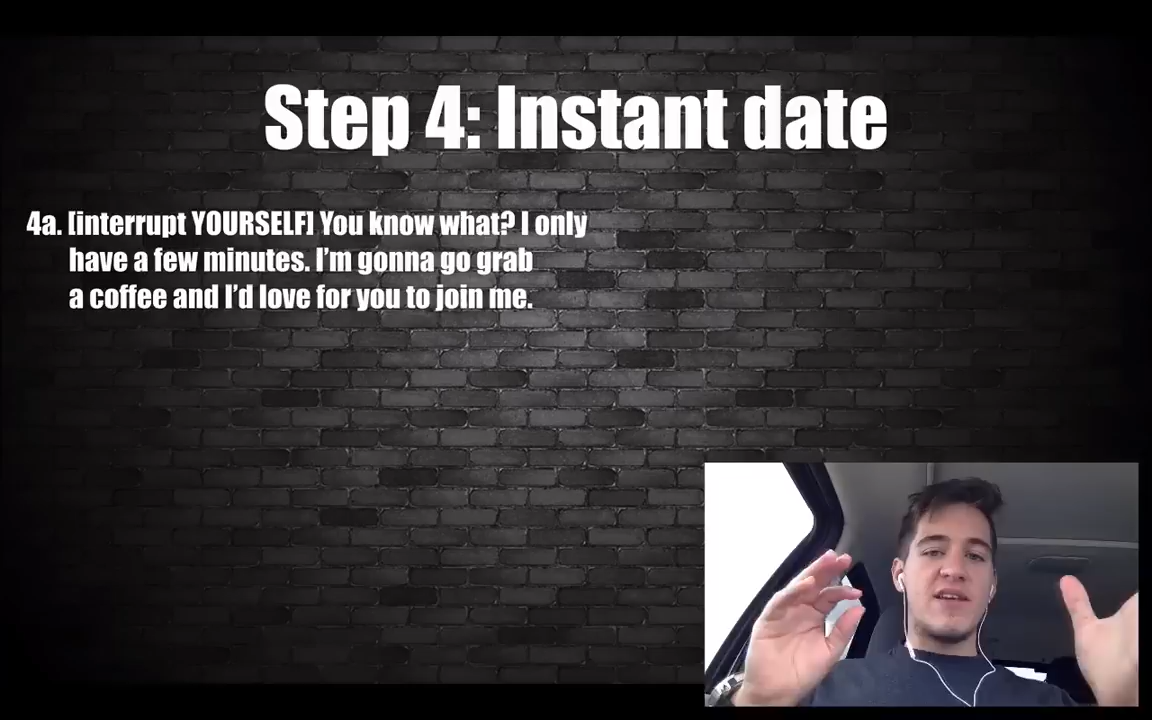 Step 4: Instant date
4a. [interrupt YOURSELF] You know what? I only
have a few minutes. I'm gonna go grab
a coffee and I'd love for you to join me.